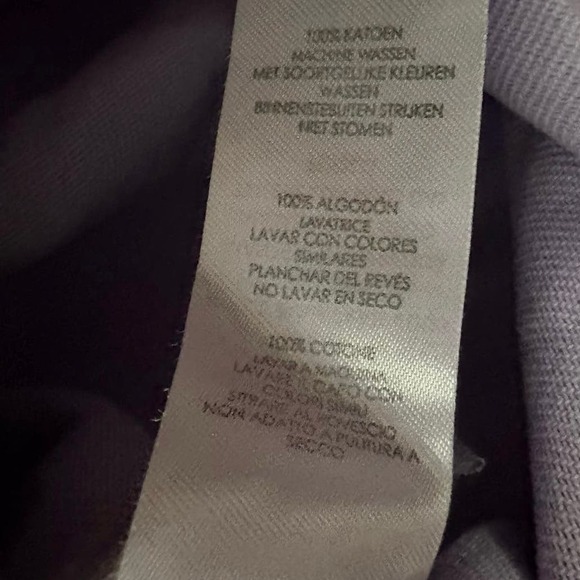 100% KATOEN
MACHINE WASSEN
MET SOORTGELIJKE KLEUREN
WASSEN
BINNENSTEBUITEN STRIJKEN
NIET STOMEN
100% ALGODÓN
LAVATRICE
LAVAR CON COLORES
SIMILARES
PLANCHAR DEL REVÉS
NO LAVAR EN SECO
100% COTONE
LAVAR A MACCHINA
LAVARE IL CAPO CON
COLORI SIMILI
STIRARE AL ROVESCIO
NON ADATTO A PULITURA A
SECCO